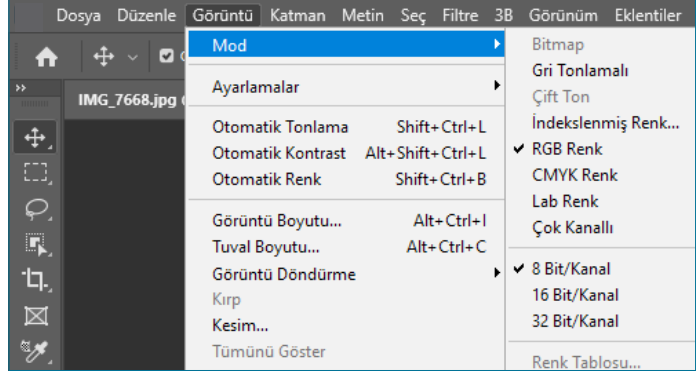 Dosya Düzenle Görüntü Katman Metin Seç Filtre 3B Görünüm Eklentiler
IMG_7668.jpg
Mod
Ayarlamalar
Otomatik Tonlama Shift+Ctrl+L
Otomatik Kontrast Alt+Shift+Ctrl+L
Otomatik Renk Shift+Ctrl+B
Görüntü Boyutu... Alt+Ctrl+I
Tuval Boyutu... Alt+Ctrl+C
Görüntü Döndürme
Kırp
Kesim...
Tümünü Göster
Bitmap
Gri Tonlamalı
Çift Ton
İndekslenmiş Renk...
RGB Renk
CMYK Renk
Lab Renk
Çok Kanallı
8 Bit/Kanal
16 Bit/Kanal
32 Bit/Kanal
Renk Tablosu...